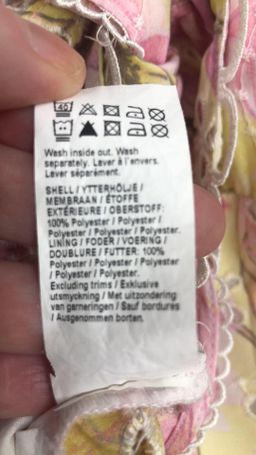 40
Wash inside out. Wash
separately. Laver à l'envers.
Laver séparément.
SHELL / YTTERHÖLJE /
MEMBRAAN / ÉTOFFE
EXTÉRIEURE / OBERSTOFF:
100% Polyester / Polyester /
Polyester / Polyester / Polyester.
LINING / FODER / VOERING /
DOUBLURE / FUTTER: 100%
Polyester / Polyester / Polyester
/ Polyester / Polyester.
Excluding trims / Exklusive
utsmyckning / Met uitzondering
van garneringen / Sauf bordures
/ Ausgenommen borten.